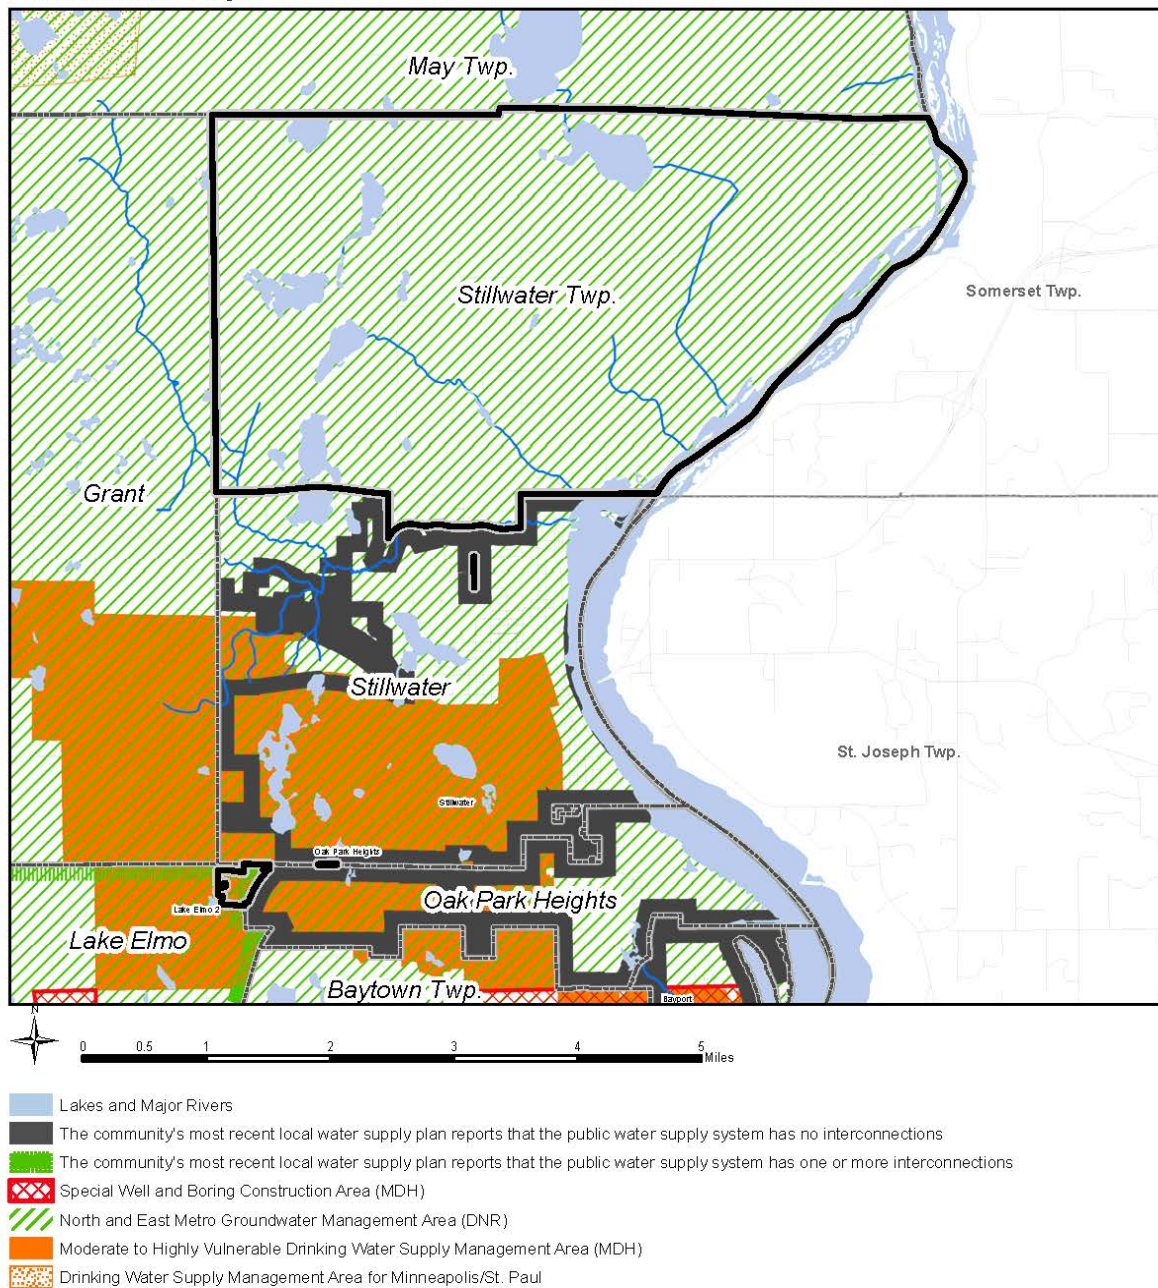 May Twp.
Stillwater Twp.
Somerset Twp.
Grant
Stillwater
St. Joseph Twp.
Stillwater
Oak Park Heights
Oak Park Heights
Lake Elmo 2
Lake Elmo
Baytown Twp.
Bayport
N
0 0.5 1 2 3 4 5
Miles
Lakes and Major Rivers
The community's most recent local water supply plan reports that the public water supply system has no interconnections
The community's most recent local water supply plan reports that the public water supply system has one or more interconnections
Special Well and Boring Construction Area (MDH)
North and East Metro Groundwater Management Area (DNR)
Moderate to Highly Vulnerable Drinking Water Supply Management Area (MDH)
Drinking Water Supply Management Area for Minneapolis/St. Paul